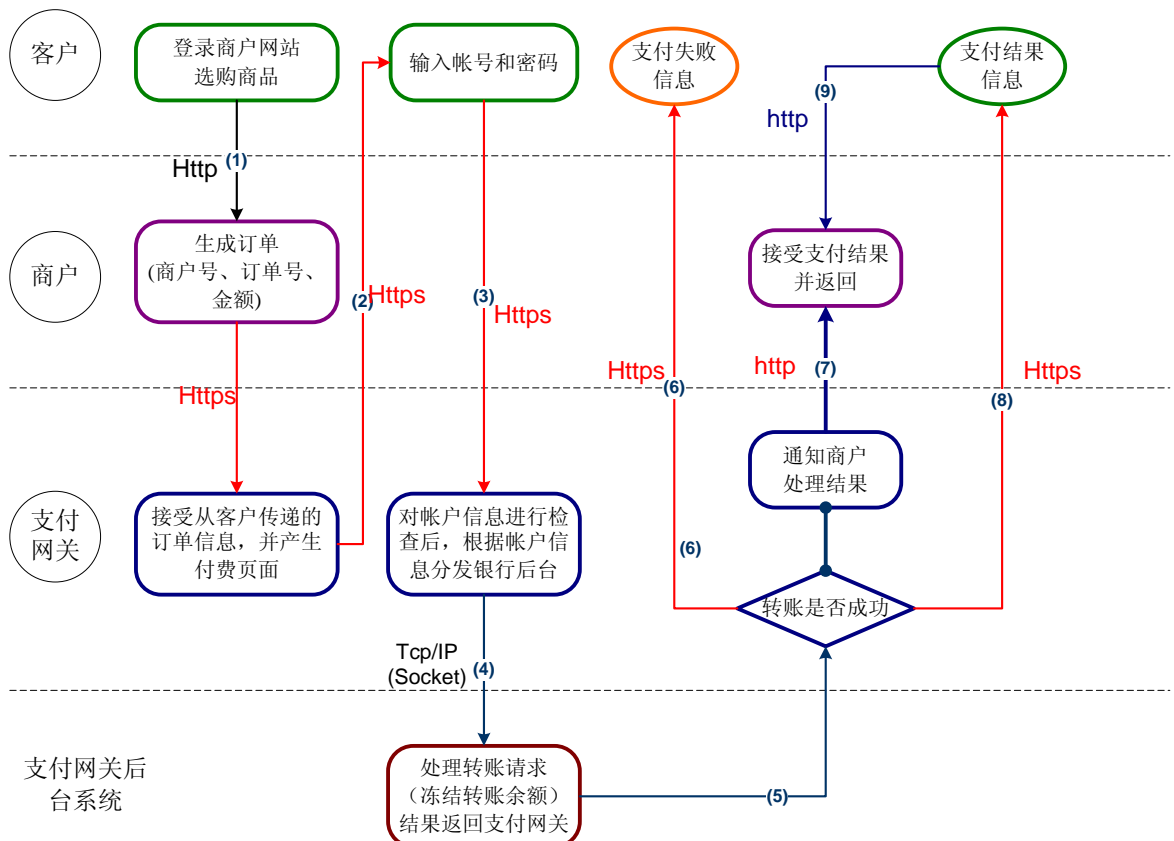 客户
登录商户网站
选购商品
输入帐号和密码
支付失败
信息
支付结果
信息
(9)
http
(1)
Http
商户
生成订单
(商户号、订单号、
金额)
(2)
Https
(3)
Https
接受支付结果
并返回
Https
Https
(6)
http
(7)
Https
(8)
支付
网关
接受从客户传递的
订单信息，并产生
付费页面
对帐户信息进行检
查后，根据帐户信
息分发银行后台
通知商户
处理结果
(6)
转账是否成功
Tcp/IP
(Socket)
(4)
支付网关后
台系统
处理转账请求
（冻结转账余额）
结果返回支付网关
(5)